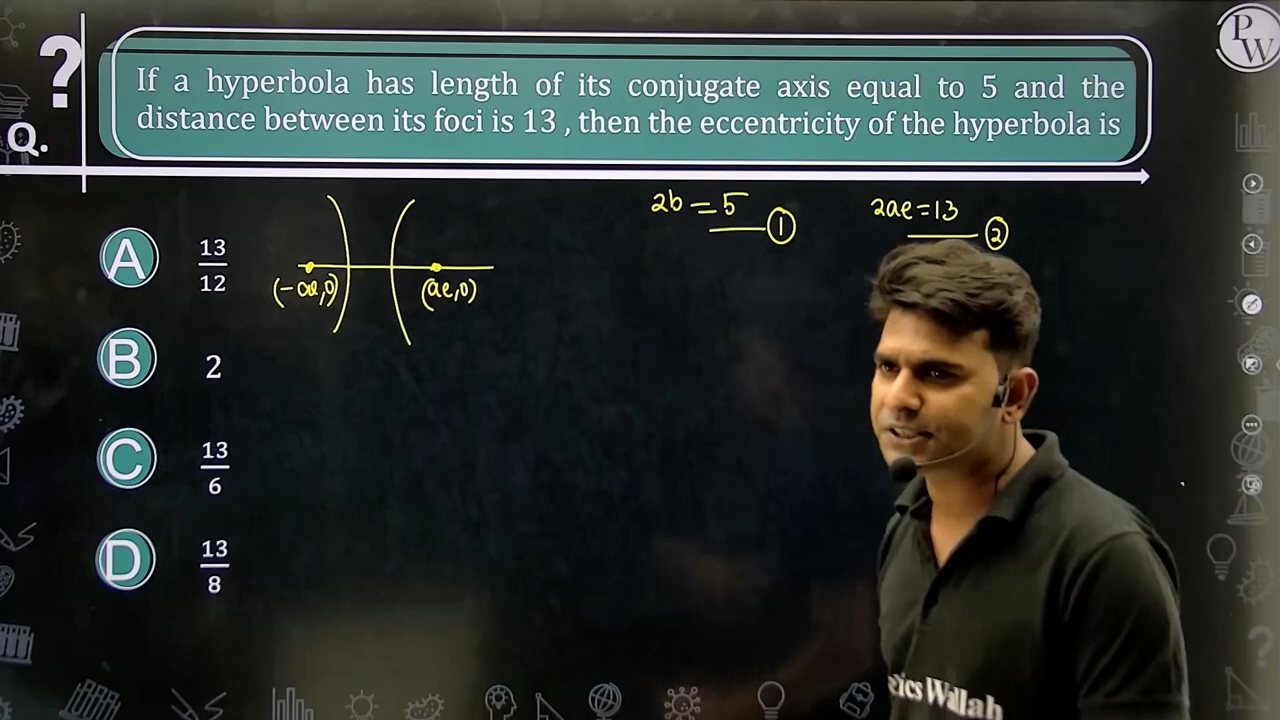 PW
?
Q.
If a hyperbola has length of its conjugate axis equal to 5 and the
distance between its foci is 13 , then the eccentricity of the hyperbola is
2b = 5 ①
2ae = 13 ②
A 13/12
(-ae,0) (ae,0)
B 2
C 13/6
D 13/8
sics Wallah